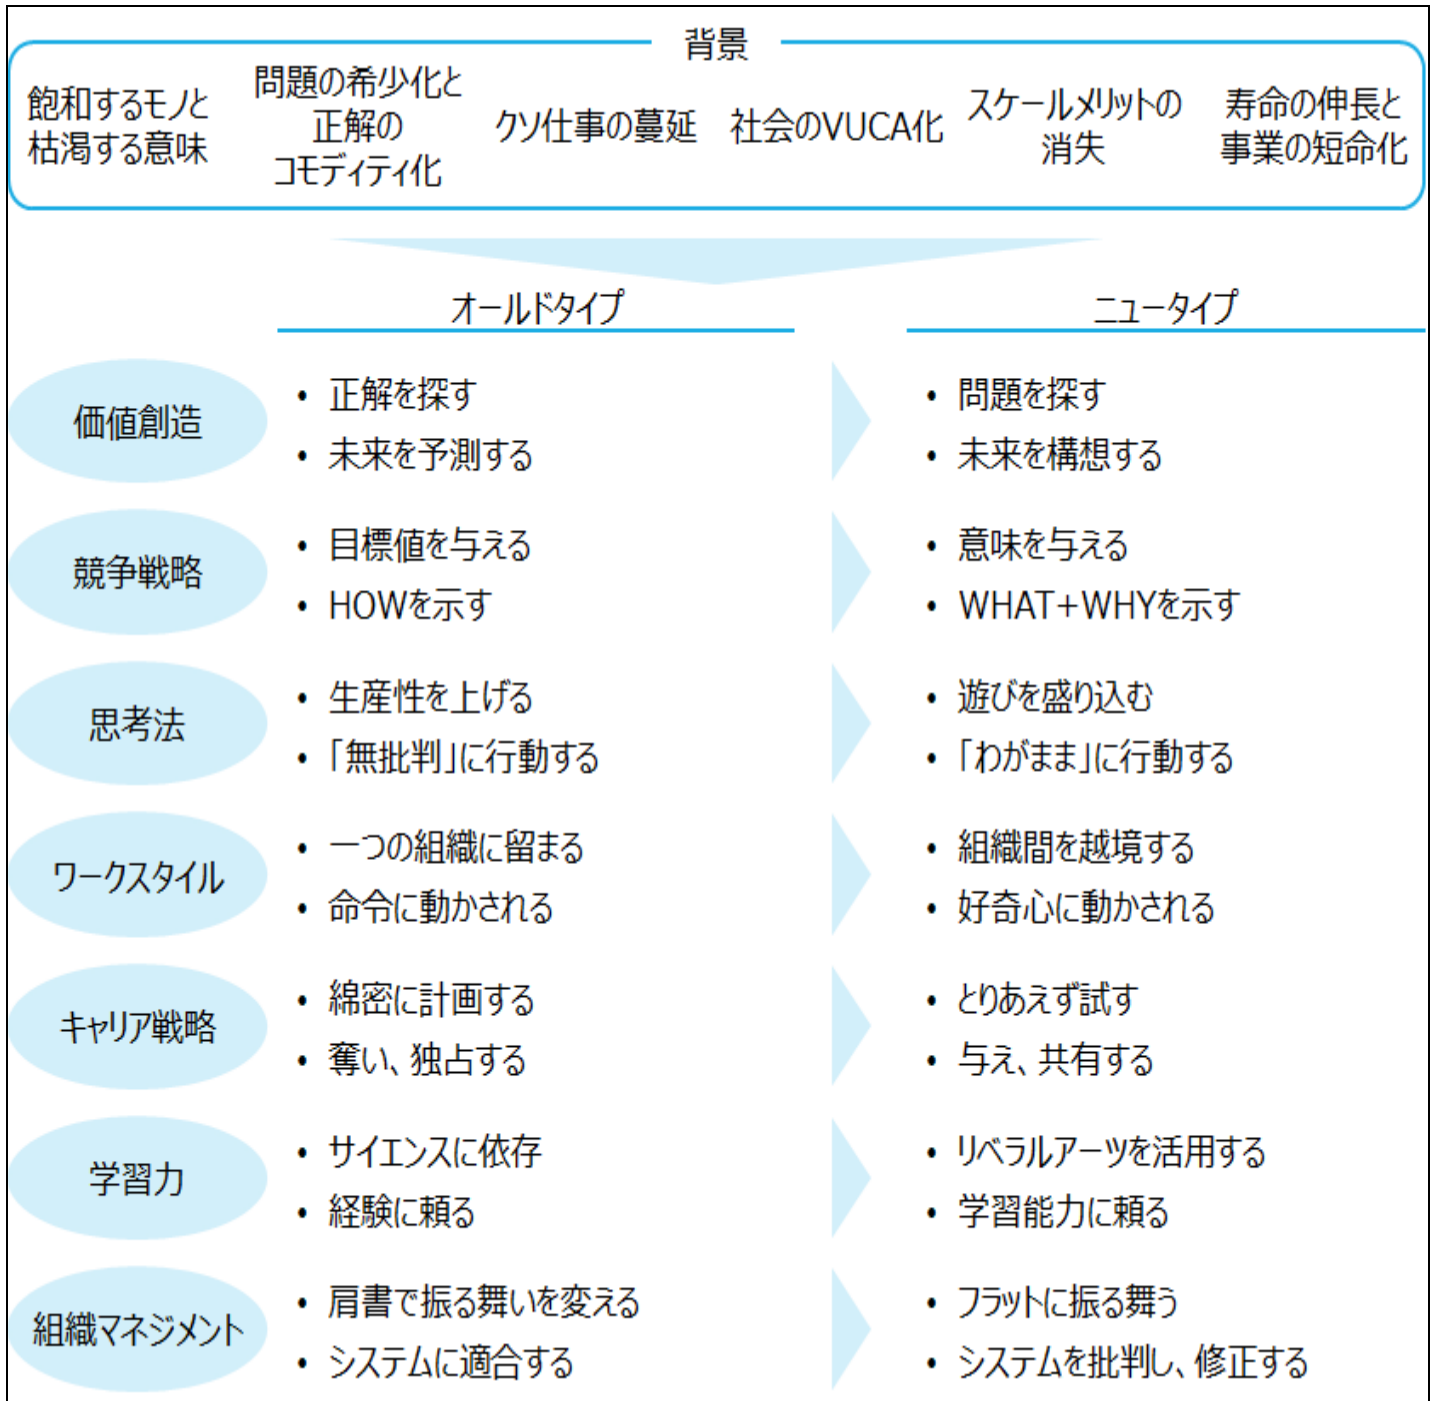 背景
飽和するモノと
枯渇する意味
問題の希少化と
正解の
コモディティ化
クソ仕事の蔓延
社会のVUCA化
スケールメリットの
消失
寿命の伸長と
事業の短命化
オールドタイプ
ニュータイプ
価値創造
• 正解を探す
• 未来を予測する
• 問題を探す
• 未来を構想する
競争戦略
• 目標値を与える
• HOWを示す
• 意味を与える
• WHAT+WHYを示す
思考法
• 生産性を上げる
• 「無批判」に行動する
• 遊びを盛り込む
• 「わがまま」に行動する
ワークスタイル
• 一つの組織に留まる
• 命令に動かされる
• 組織間を越境する
• 好奇心に動かされる
キャリア戦略
• 綿密に計画する
• 奪い、独占する
• とりあえず試す
• 与え、共有する
学習力
• サイエンスに依存
• 経験に頼る
• リベラルアーツを活用する
• 学習能力に頼る
組織マネジメント
• 肩書で振る舞いを変える
• システムに適合する
• フラットに振る舞う
• システムを批判し、修正する